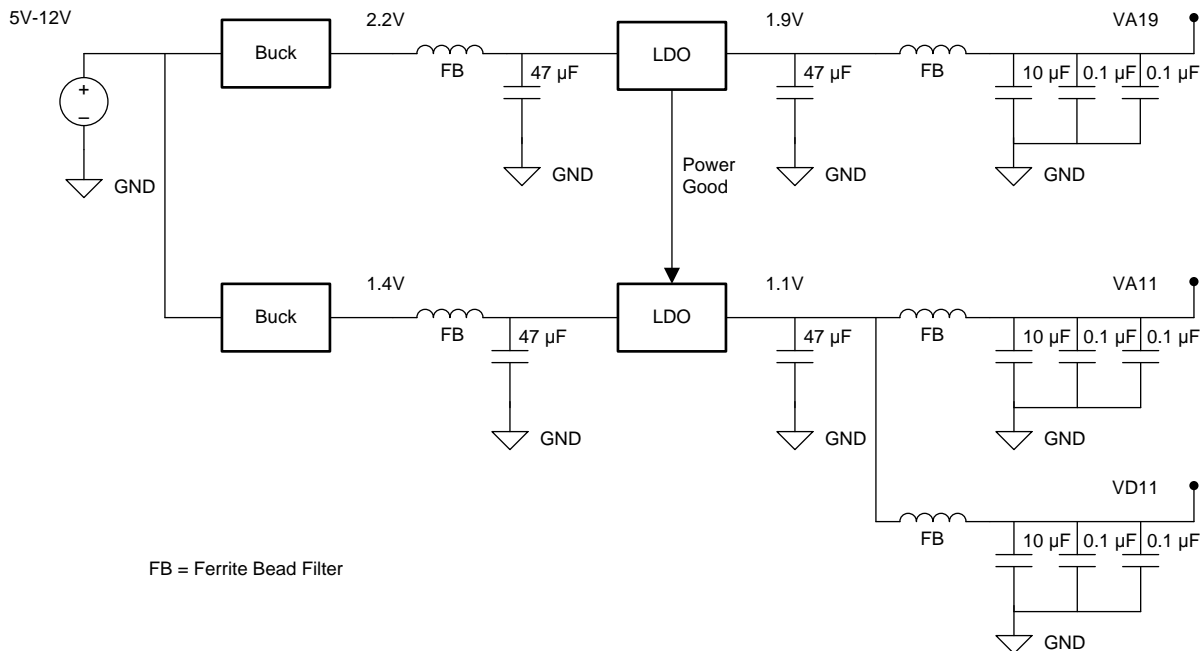 5V-12V
2.2V
1.9V
VA19
Buck
FB
47 µF
LDO
47 µF
FB
10 µF
0.1 µF
0.1 µF
+
−
GND
GND
Power
Good
GND
GND
1.4V
1.1V
VA11
Buck
FB
47 µF
LDO
47 µF
FB
10 µF
0.1 µF
0.1 µF
GND
GND
GND
VD11
FB
10 µF
0.1 µF
0.1 µF
FB = Ferrite Bead Filter
GND